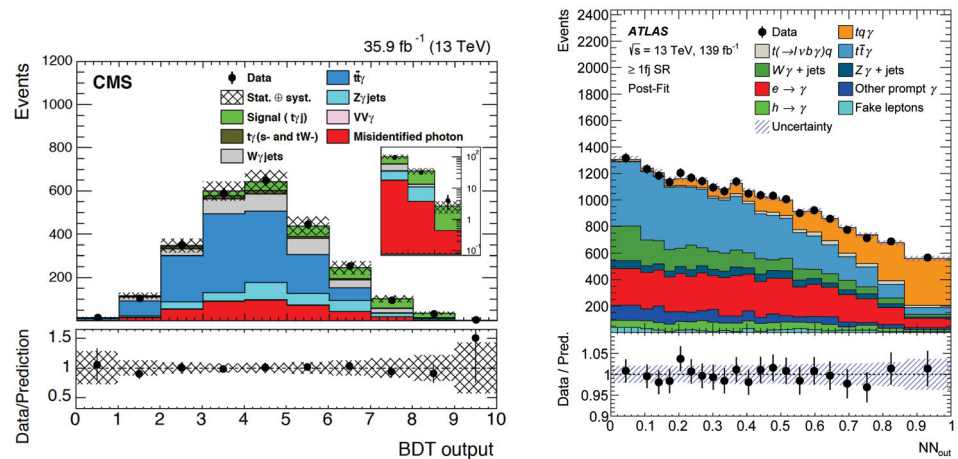 35.9 fb⁻¹ (13 TeV)
CMS
Events
1200
1000
800
600
400
200
Data
Stat. ⊕ syst.
Signal ( tγj)
tγ(s- and tW-)
Wγjets
tt̄γ
Zγjets
VVγ
Misidentified photon
10²
10
1
10⁻¹
Data/Prediction
1.5
1
0.5
0 1 2 3 4 5 6 7 8 9 10
BDT output
Events
2400
2200
2000
1800
1600
1400
1200
1000
800
600
400
200
ATLAS
√s = 13 TeV, 139 fb⁻¹
≥ 1fj SR
Post-Fit
Data
t(→lνbγ)q
Wγ + jets
e → γ
h → γ
Uncertainty
tqγ
tt̄γ
Zγ + jets
Other prompt γ
Fake leptons
Data / Pred.
1.05
1
0.95
0.9
0 0.1 0.2 0.3 0.4 0.5 0.6 0.7 0.8 0.9 1
NNout